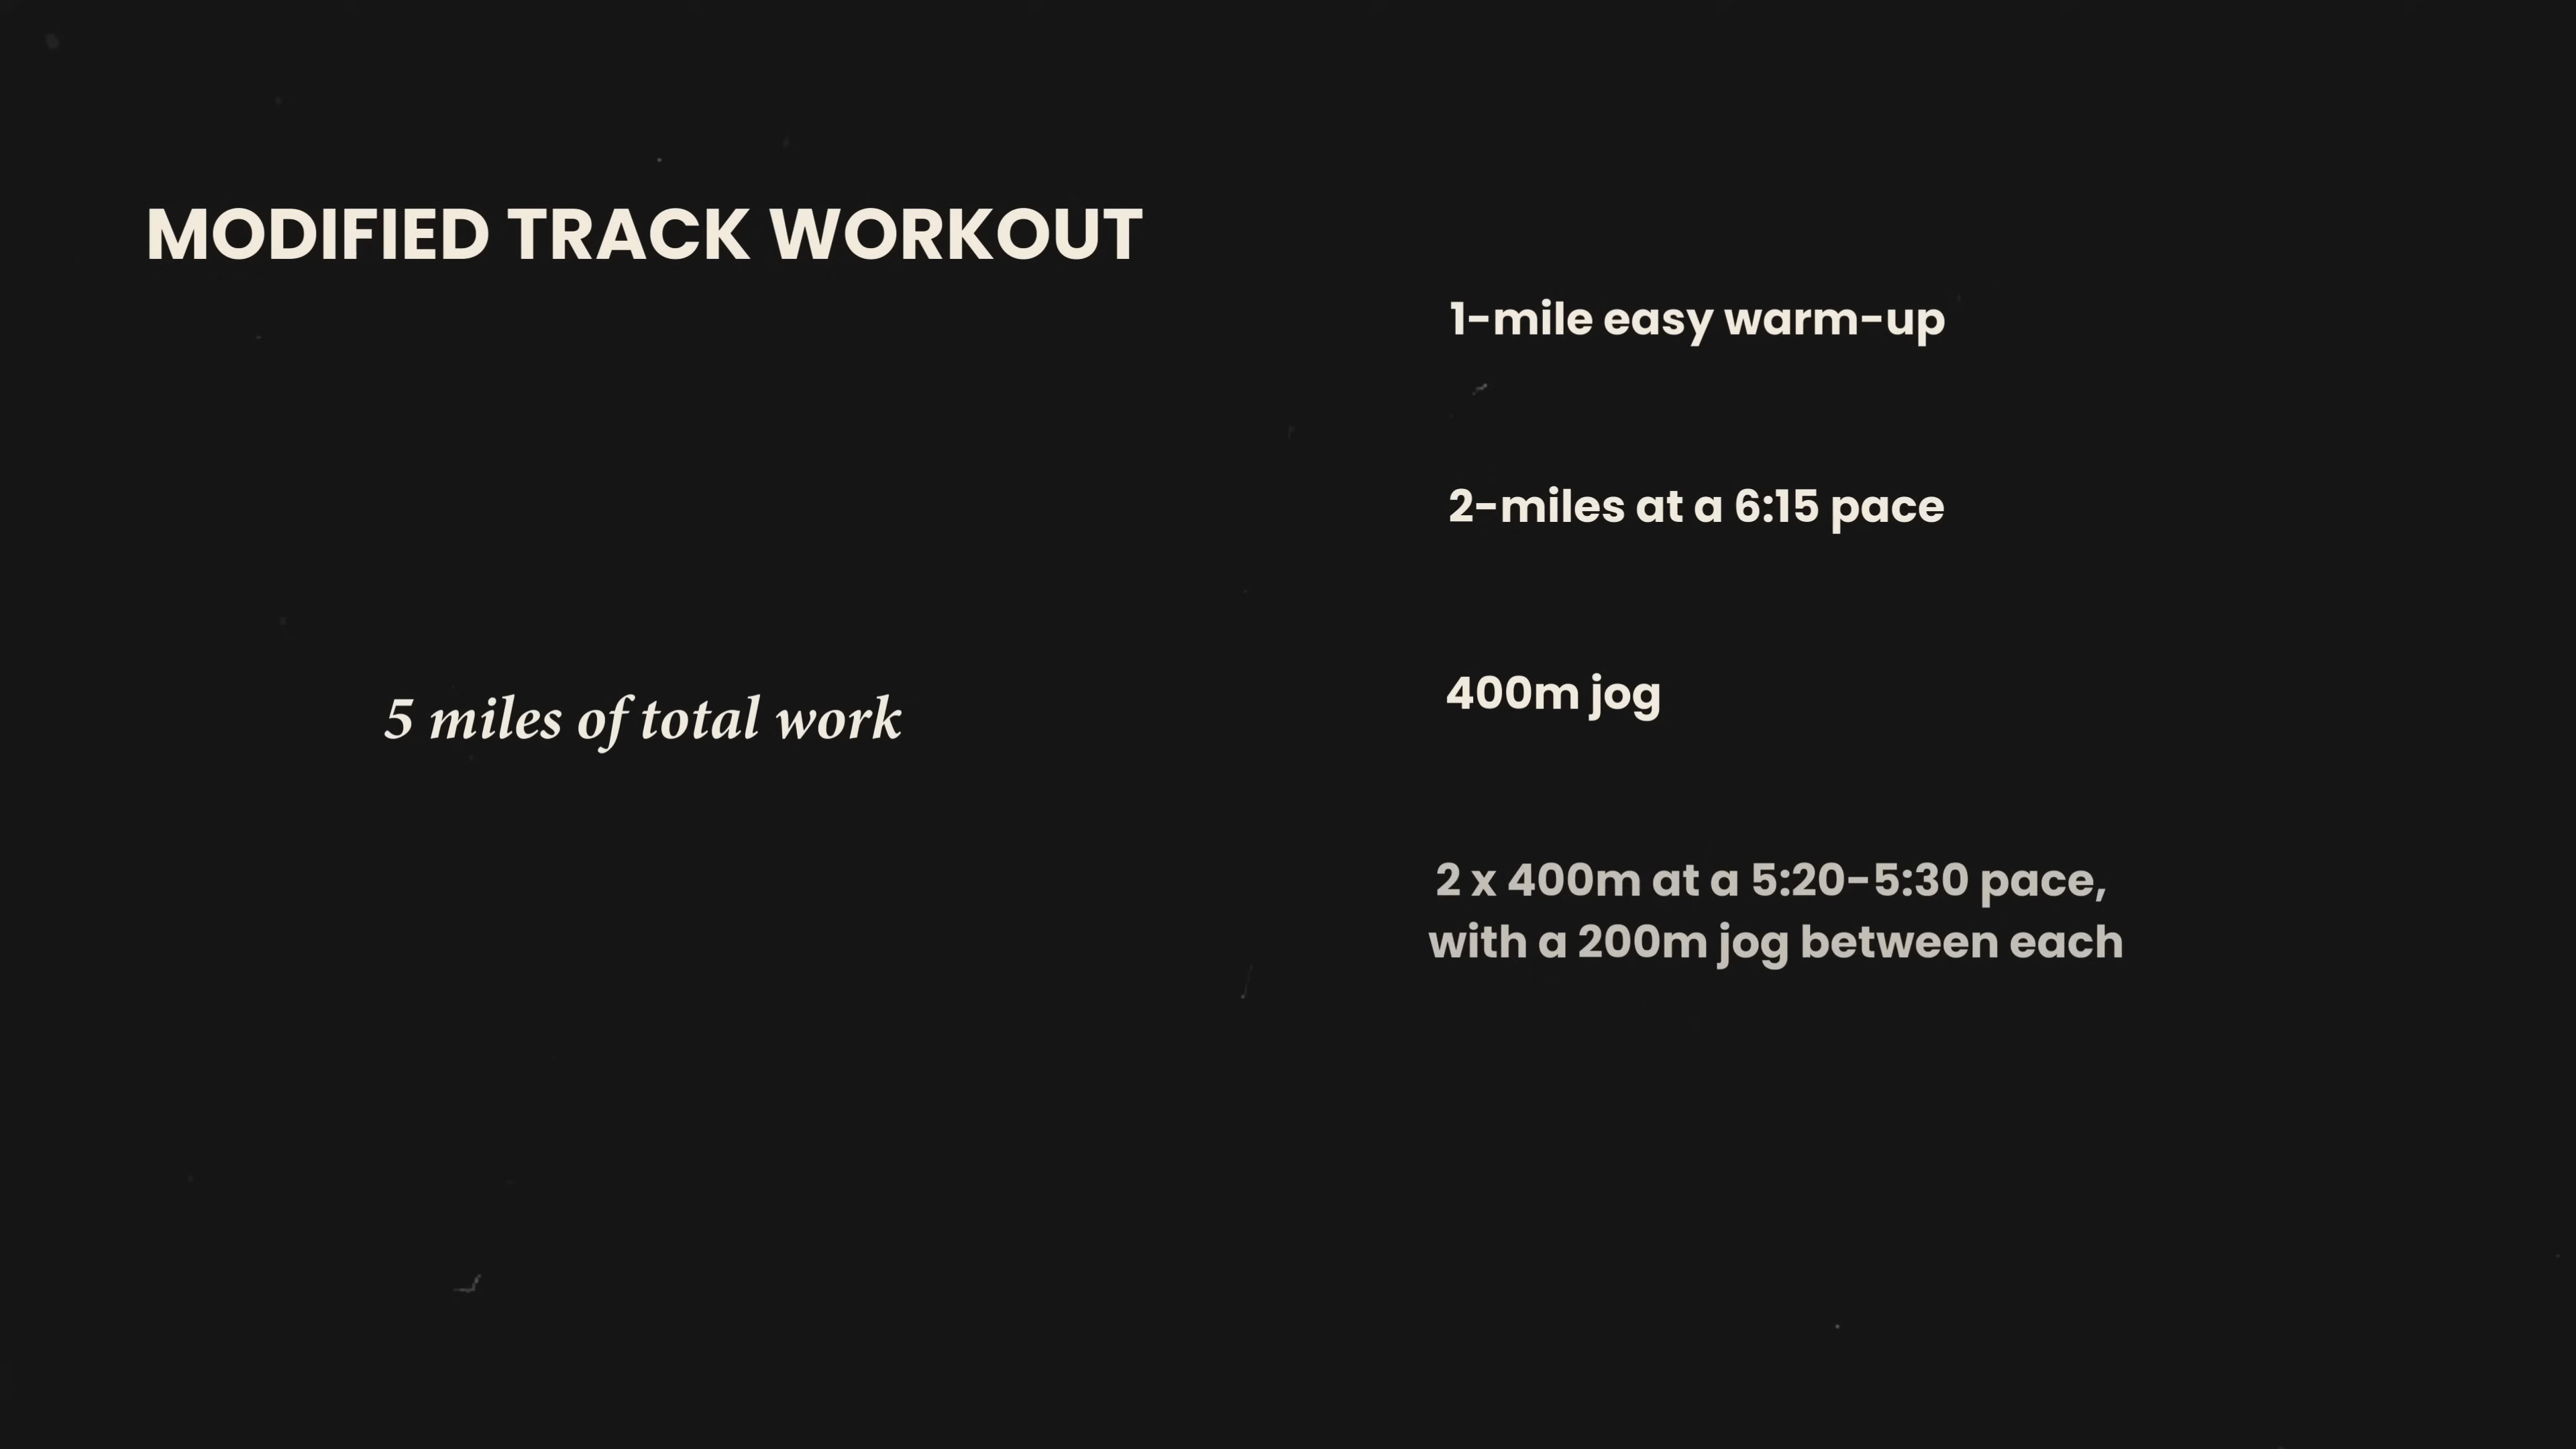 MODIFIED TRACK WORKOUT
5 miles of total work
1-mile easy warm-up
2-miles at a 6:15 pace
400m jog
2 x 400m at a 5:20-5:30 pace,
with a 200m jog between each